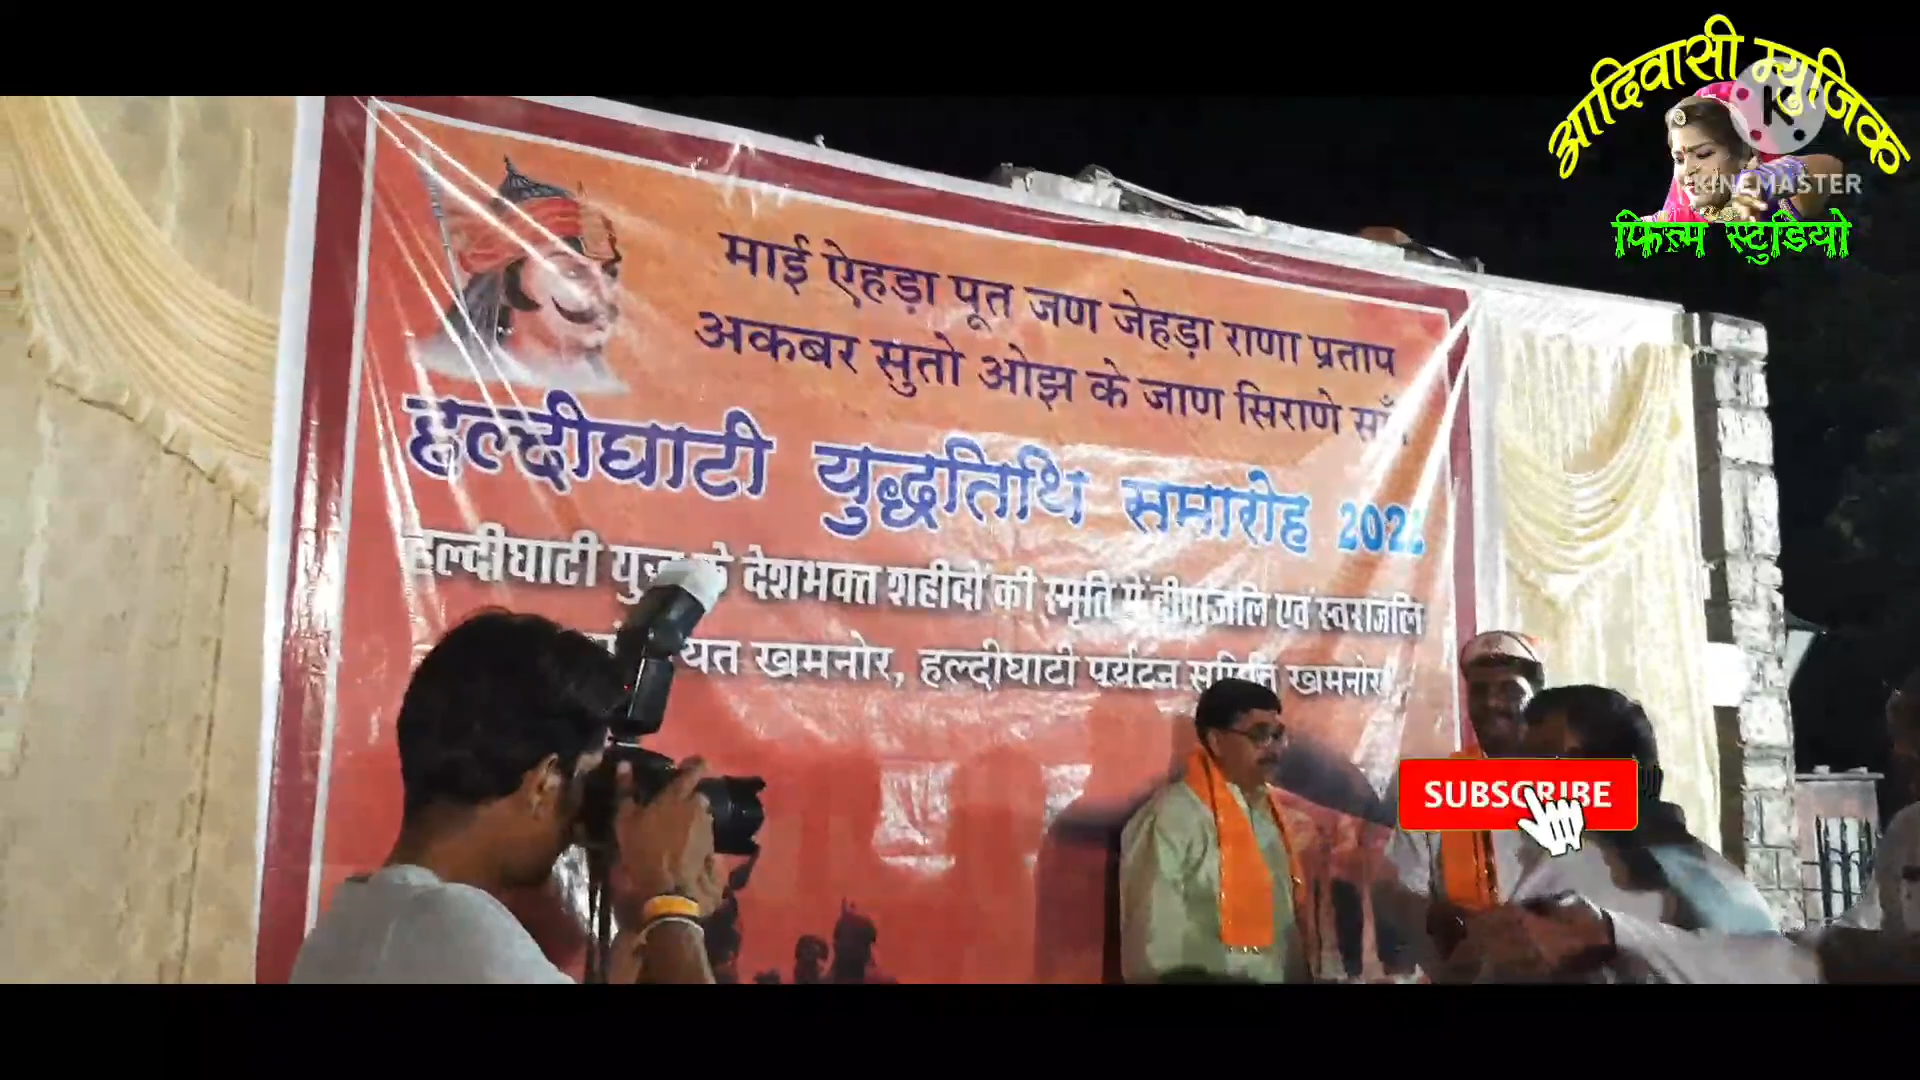 आदिवासी म्युजिक
KINEMASTER
फिल्म स्टुडियो
माई ऐहड़ा पूत जण जेहड़ा राणा प्रताप
अकबर सुतो ओझ के जाण सिराणे
हल्दीघाटी युद्धतिथि समारोह
हल्दीघाटी देशभक्त शहीदों की स्मृति में दीपांजलि एवं स्वरांजलि
खमनोर, हल्दीघाटी पर्यटन समिति खमनोर
SUBSCRIBE